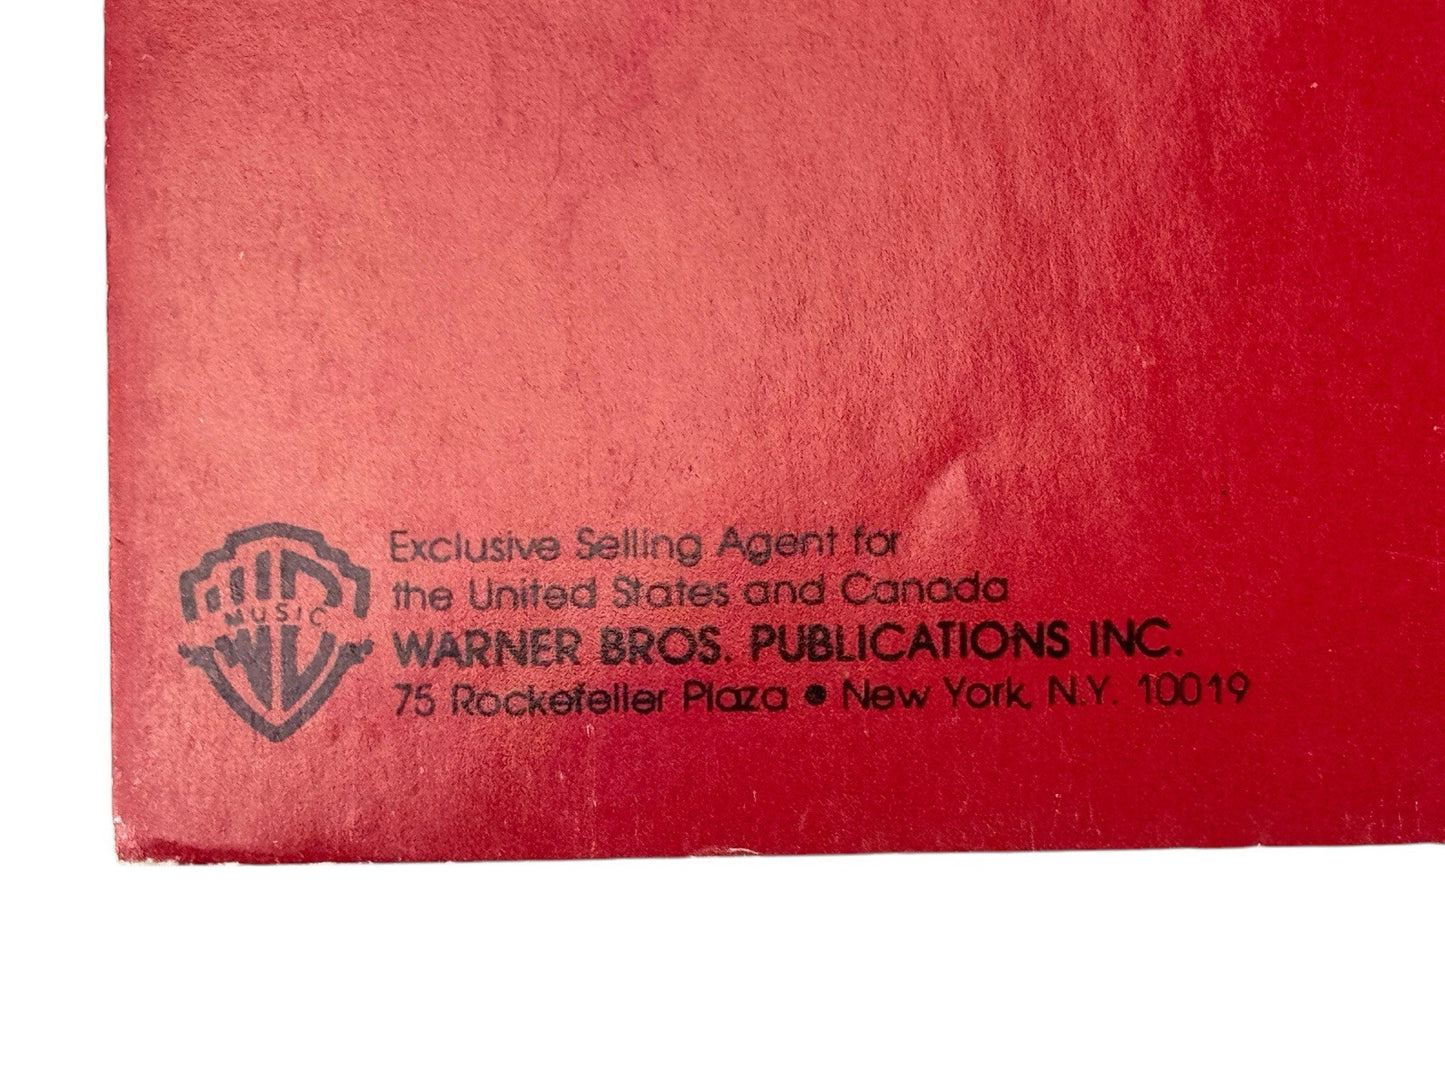 MUSIC
Exclusive Selling Agent for
the United States and Canada
WARNER BROS. PUBLICATIONS INC.
75 Rockefeller Plaza • New York, N.Y. 10019